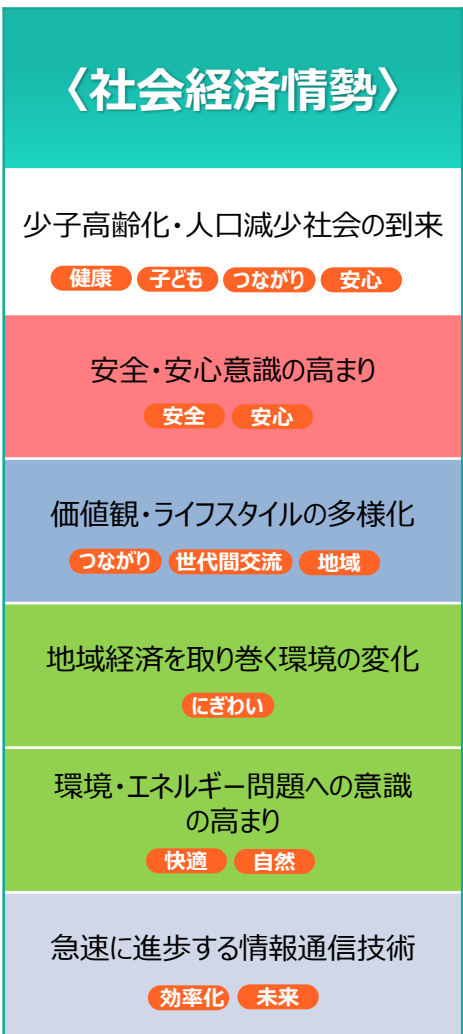 〈社会経済情勢〉
少子高齢化・人口減少社会の到来
健康 子ども つながり 安心
安全・安心意識の高まり
安全 安心
価値観・ライフスタイルの多様化
つながり 世代間交流 地域
地域経済を取り巻く環境の変化
にぎわい
環境・エネルギー問題への意識
の高まり
快適 自然
急速に進歩する情報通信技術
効率化 未来